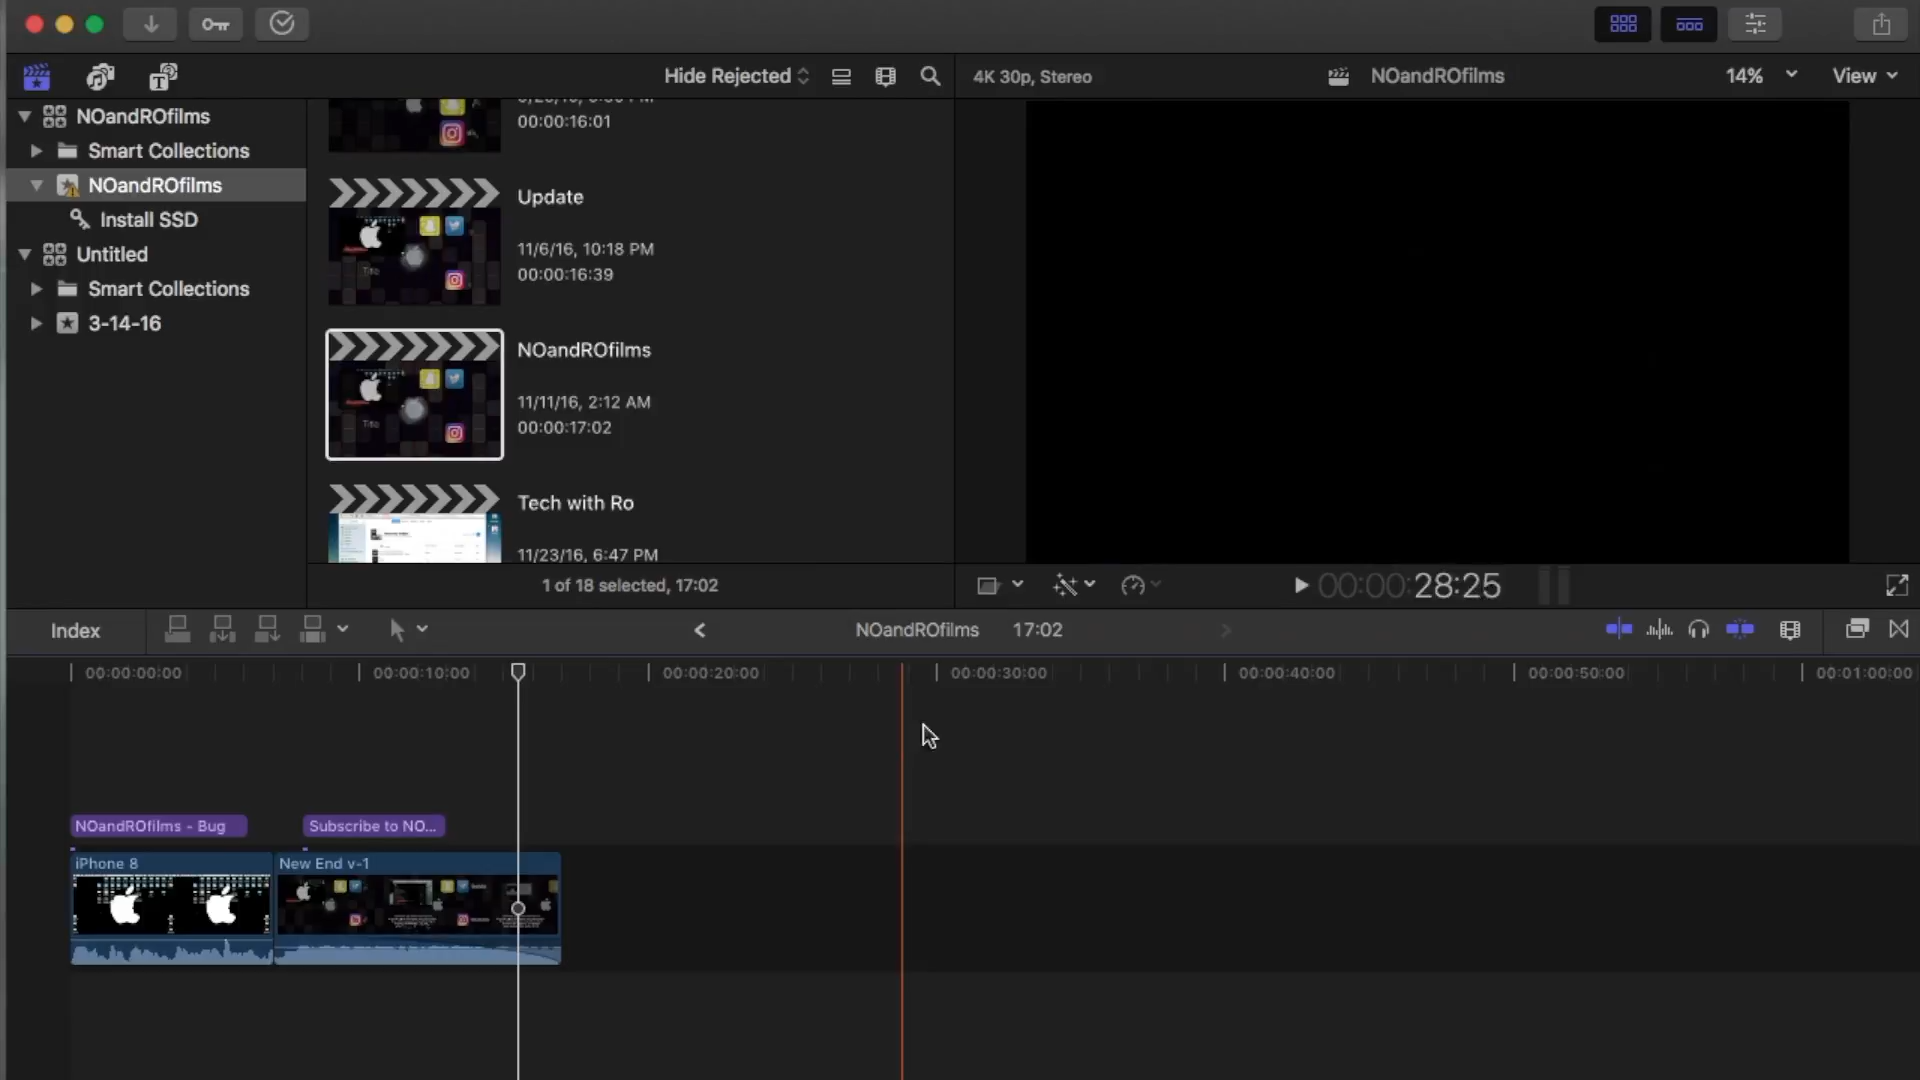 Hide Rejected
4K 30p, Stereo
NOandROfilms
14%
View
NOandROfilms
Smart Collections
NOandROfilms
Install SSD
Untitled
Smart Collections
3-14-16
00:00:16:01
Update
11/6/16, 10:18 PM
00:00:16:39
NOandROfilms
11/11/16, 2:12 AM
00:00:17:02
Tech with Ro
11/23/16, 6:47 PM
1 of 18 selected, 17:02
00:00:28:25
Index
NOandROfilms
17:02
00:00:00:00
00:00:10:00
00:00:20:00
00:00:30:00
00:00:40:00
00:00:50:00
00:01:00:00
NOandROfilms - Bug
Subscribe to NO...
iPhone 8
New End v-1